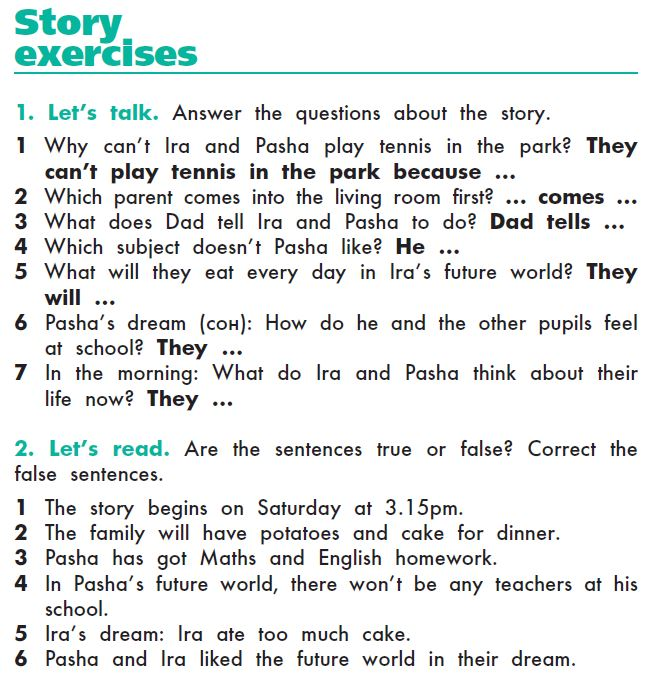 Story
exercises
1. Let's talk. Answer the questions about the story.
1 Why can't Ira and Pasha play tennis in the park? They
can't play tennis in the park because ...
2 Which parent comes into the living room first? ... comes ...
3 What does Dad tell Ira and Pasha to do? Dad tells ...
4 Which subject doesn't Pasha like? He ...
5 What will they eat every day in Ira's future world? They
will ...
6 Pasha's dream (сон): How do he and the other pupils feel
at school? They ...
7 In the morning: What do Ira and Pasha think about their
life now? They ...
2. Let's read. Are the sentences true or false? Correct the
false sentences.
1 The story begins on Saturday at 3.15pm.
2 The family will have potatoes and cake for dinner.
3 Pasha has got Maths and English homework.
4 In Pasha's future world, there won't be any teachers at his
school.
5 Ira's dream: Ira ate too much cake.
6 Pasha and Ira liked the future world in their dream.